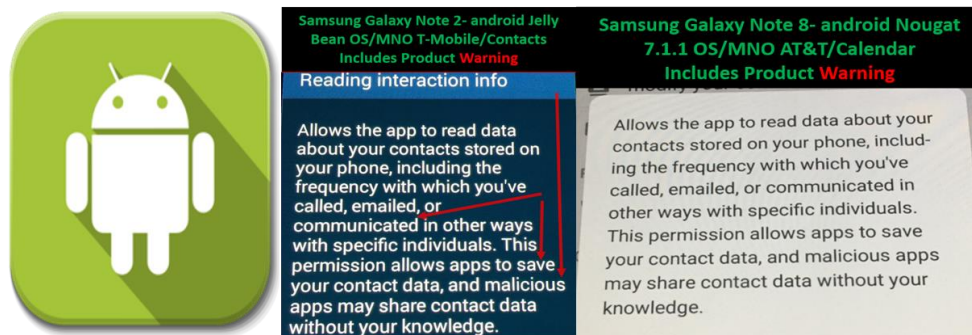 Samsung Galaxy Note 2- android Jelly
Bean OS/MNO T-Mobile/Contacts
Includes Product Warning
Reading interaction info
Allows the app to read data
about your contacts stored on
your phone, including the
frequency with which you've
called, emailed, or
communicated in other ways
with specific individuals. This
permission allows apps to save
your contact data, and malicious
apps may share contact data
without your knowledge.
Samsung Galaxy Note 8- android Nougat
7.1.1 OS/MNO AT&T/Calendar
Includes Product Warning
Allows the app to read data about your
contacts stored on your phone, includ-
ing the frequency with which you've
called, emailed, or communicated in
other ways with specific individuals.
This permission allows apps to save
your contact data, and malicious apps
may share contact data without your
knowledge.